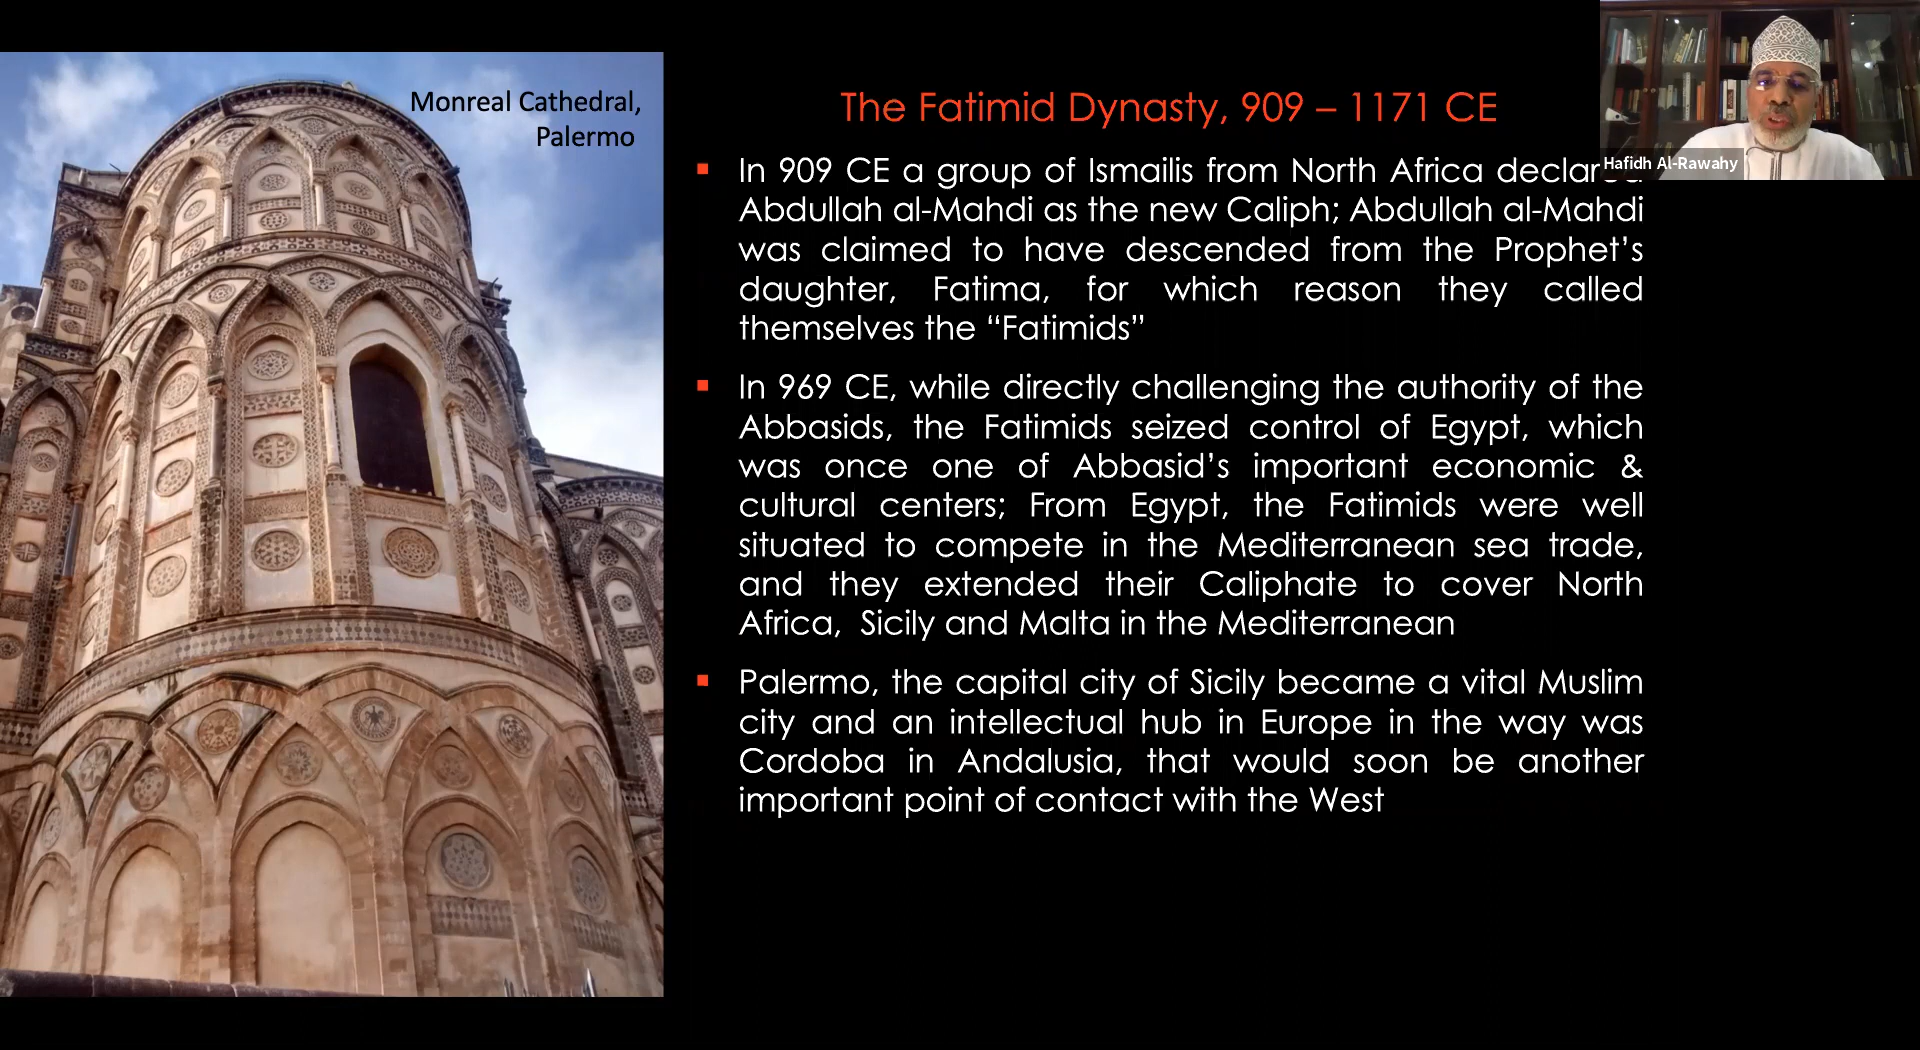 Monreal Cathedral,
Palermo
The Fatimid Dynasty, 909 – 1171 CE
▪ In 909 CE a group of Ismailis from North Africa declared
Abdullah al-Mahdi as the new Caliph; Abdullah al-Mahdi
was claimed to have descended from the Prophet’s
daughter, Fatima, for which reason they called
themselves the “Fatimids”
▪ In 969 CE, while directly challenging the authority of the
Abbasids, the Fatimids seized control of Egypt, which
was once one of Abbasid’s important economic &
cultural centers; From Egypt, the Fatimids were well
situated to compete in the Mediterranean sea trade,
and they extended their Caliphate to cover North
Africa, Sicily and Malta in the Mediterranean
▪ Palermo, the capital city of Sicily became a vital Muslim
city and an intellectual hub in Europe in the way was
Cordoba in Andalusia, that would soon be another
important point of contact with the West
Hafidh Al-Rawahy